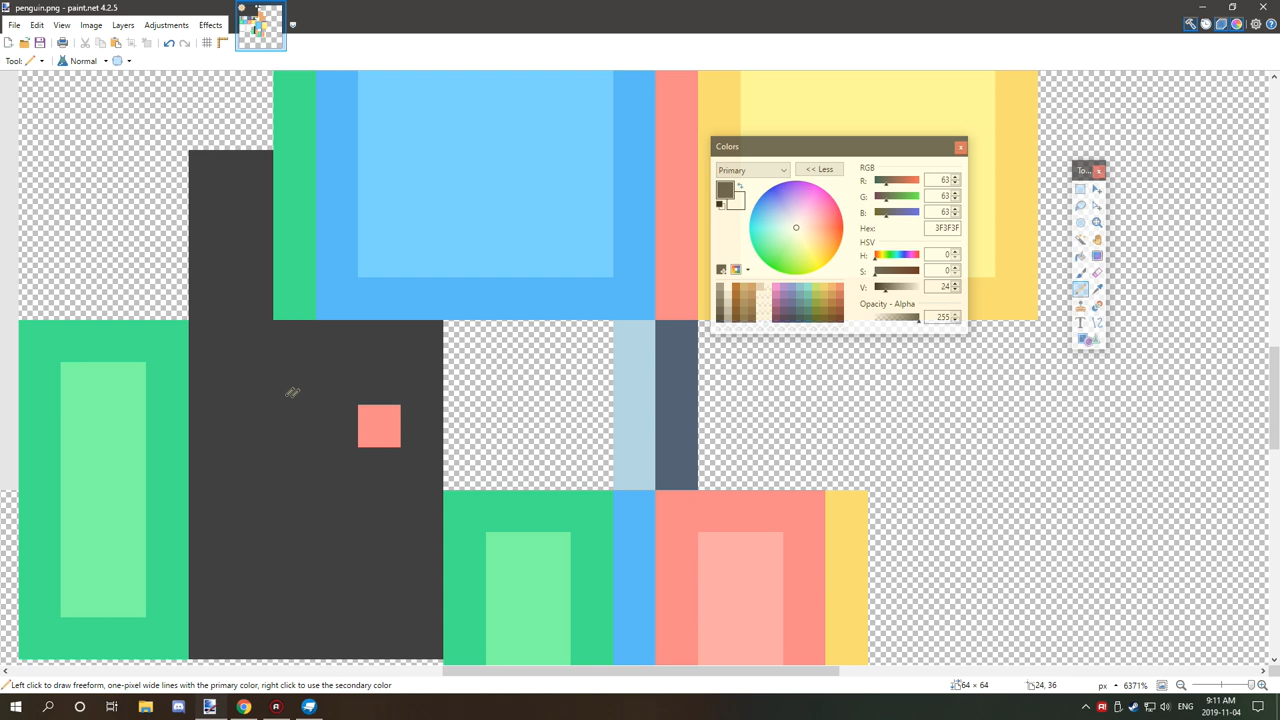 penguin.png - paint.net 4.2.5
File Edit View Image Layers Adjustments Effects
Tool:
Normal
Colors
To...
Primary
<< Less
RGB
R: 63
G: 63
B: 63
Hex: 3F3F3F
HSV
H: 0
S: 0
V: 24
Opacity - Alpha
255
Left click to draw freeform, one-pixel wide lines with the primary color, right click to use the secondary color
64 × 64
24, 36
px
6371%
ENG
9:11 AM
2019-11-04